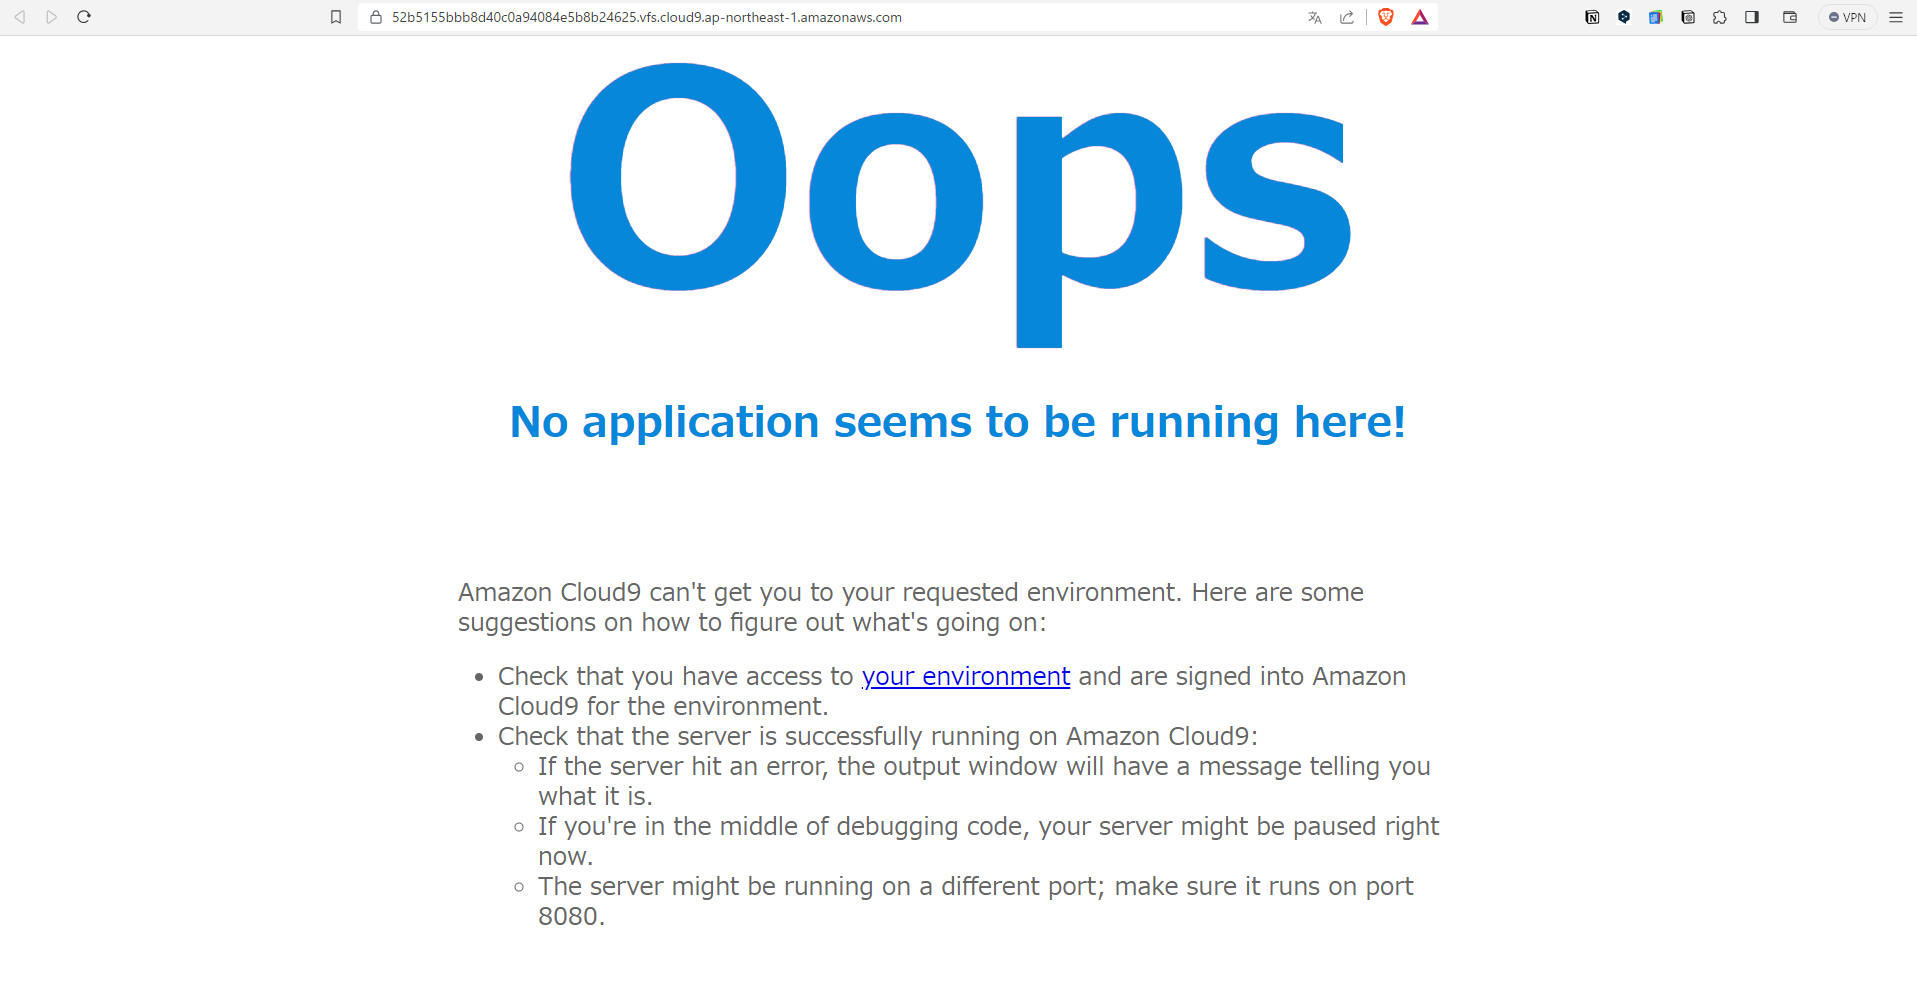 52b5155bbb8d40c0a94084e5b8b24625.vfs.cloud9.ap-northeast-1.amazonaws.com
VPN
Oops
No application seems to be running here!
Amazon Cloud9 can't get you to your requested environment. Here are some
suggestions on how to figure out what's going on:
• Check that you have access to your environment and are signed into Amazon
Cloud9 for the environment.
• Check that the server is successfully running on Amazon Cloud9:
○ If the server hit an error, the output window will have a message telling you
what it is.
○ If you're in the middle of debugging code, your server might be paused right
now.
○ The server might be running on a different port; make sure it runs on port
8080.